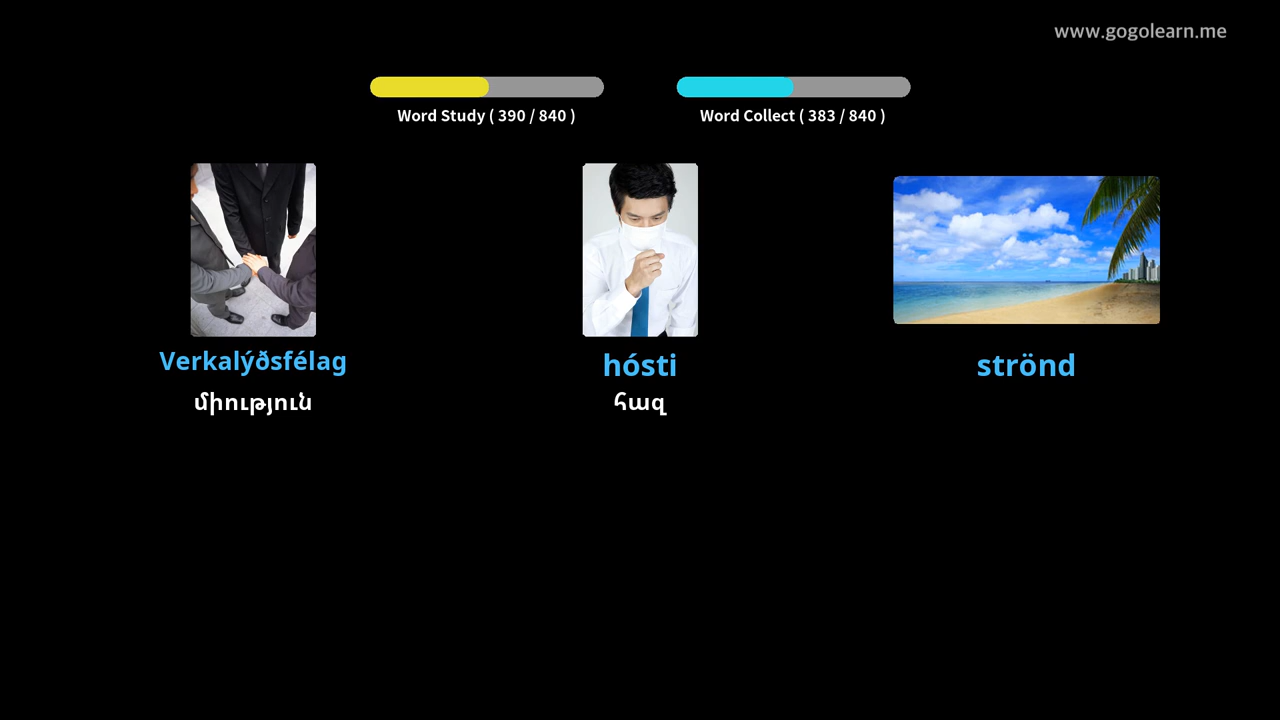 www.gogolearn.me
Word Study ( 390 / 840 )
Word Collect ( 383 / 840 )
Verkalýðsfélag
միություն
hósti
հազ
strönd